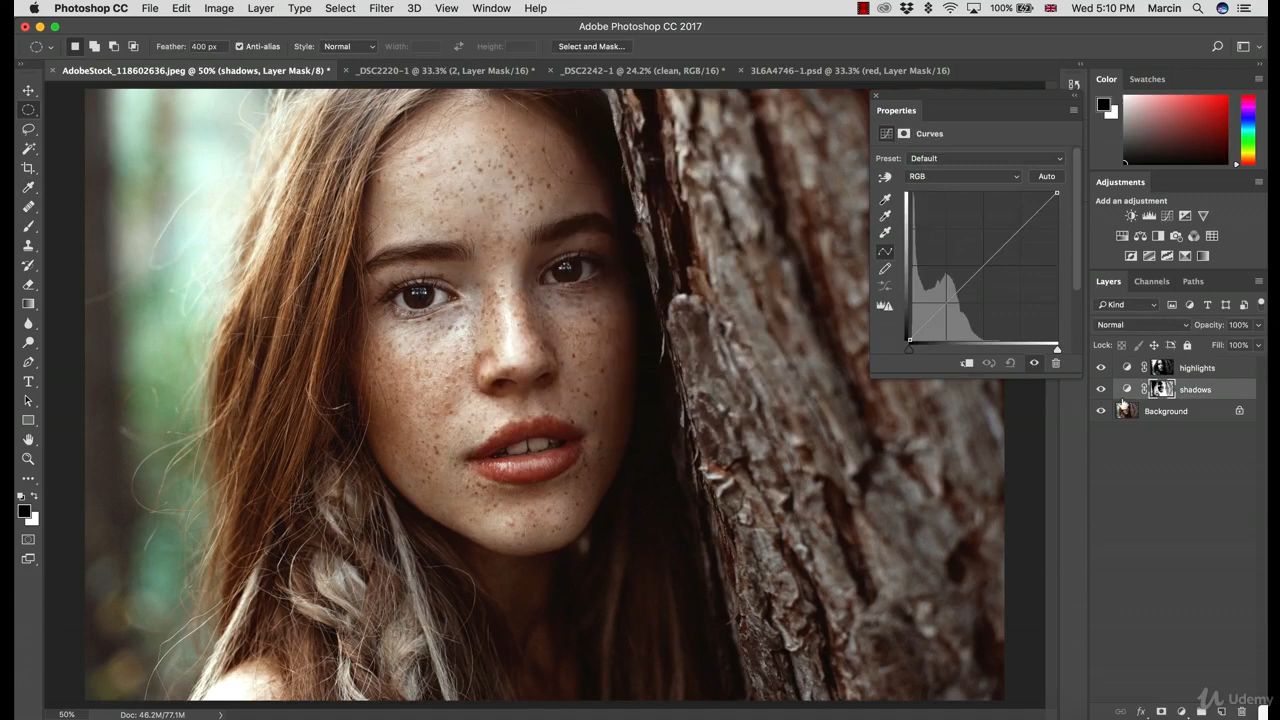 Photoshop CC File Edit Image Layer Type Select Filter 3D View Window Help 100% Wed 5:10 PM Marcin
Adobe Photoshop CC 2017
Feather: 400 px Anti-alias Style: Normal Width: Height: Select and Mask...
AdobeStock_118602636.jpeg @ 50% (shadows, Layer Mask/8) * _DSC2220-1 @ 33.3% (2, Layer Mask/16) * _DSC2242-1 @ 24.2% (clean, RGB/16) * 3L6A4746-1.psd @ 33.3% (red, Layer Mask/16)
Properties
Curves
Preset: Default
RGB Auto
Color Swatches
Adjustments
Add an adjustment
Layers Channels Paths
Kind
Normal Opacity: 100%
Lock: Fill: 100%
highlights
shadows
Background
50% Doc: 46.2M/77.1M
Udemy